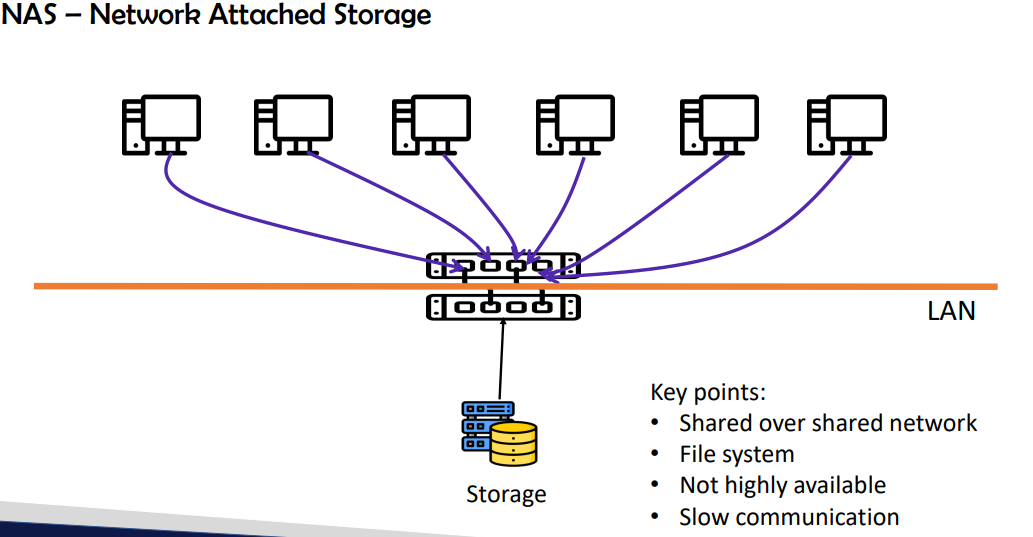 NAS – Network Attached Storage
LAN
Key points:
• Shared over shared network
• File system
• Not highly available
• Slow communication
Storage